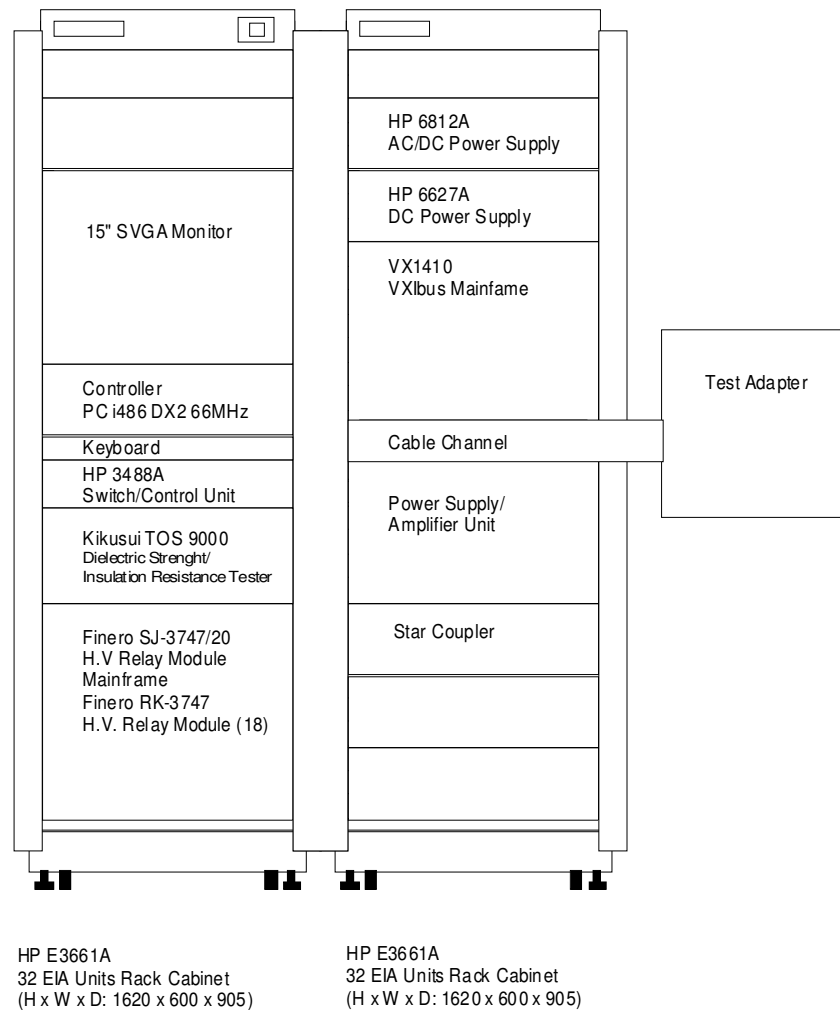 15" SVGA Monitor
Controller
PC i486 DX2 66MHz
Keyboard
HP 3488A
Switch/Control Unit
Kikusui TOS 9000
Dielectric Strenght/
Insulation Resistance Tester
Finero SJ-3747/20
H.V Relay Module
Mainframe
Finero RK-3747
H.V. Relay Module (18)
HP 6812A
AC/DC Power Supply
HP 6627A
DC Power Supply
VX1410
VXIbus Mainfame
Cable Channel
Power Supply/
Amplifier Unit
Star Coupler
Test Adapter
HP E3661A
32 EIA Units Rack Cabinet
(H x W x D: 1620 x 600 x 905)
HP E3661A
32 EIA Units Rack Cabinet
(H x W x D: 1620 x 600 x 905)